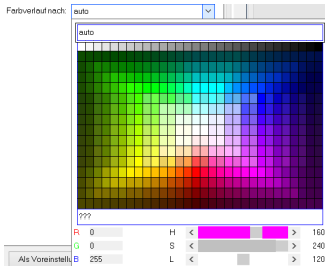 Farbverlauf nach: auto
auto
???
R 0 H 160
G 0 S 240
B 255 L 120
Als Voreinstellu